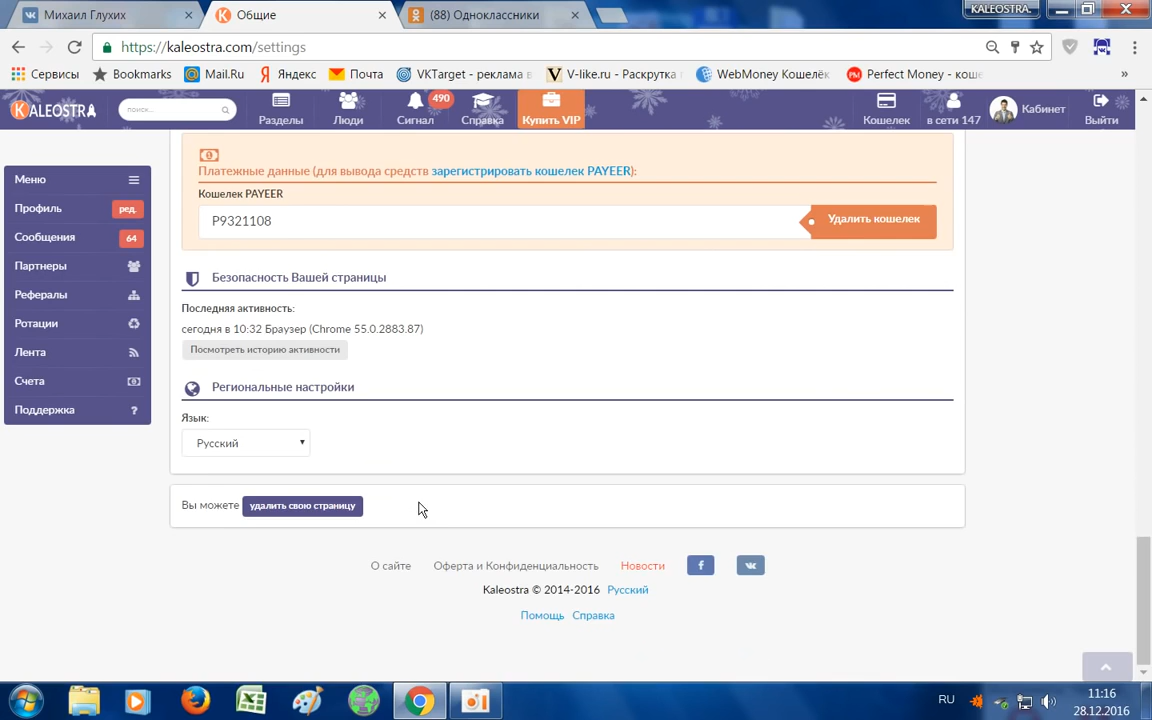 Михаил Глухих
Общие
(88) Одноклассники
KALEOSTRA.
https://kaleostra.com/settings
Сервисы
Bookmarks
Mail.Ru
Яндекс
Почта
VKTarget - реклама в
V-like.ru - Раскрутка
WebMoney Кошелёк
Perfect Money - коше
»
KALEOSTRA
поиск...
Разделы
Люди
490
Сигнал
Справка
Купить VIP
Кошелек
в сети 147
Кабинет
Выйти
Меню
Профиль ред.
Сообщения 64
Партнеры
Рефералы
Ротации
Лента
Счета
Поддержка ?
Платежные данные (для вывода средств зарегистрировать кошелек PAYEER):
Кошелек PAYEER
P9321108
Удалить кошелек
Безопасность Вашей страницы
Последняя активность:
сегодня в 10:32 Браузер (Chrome 55.0.2883.87)
Посмотреть историю активности
Региональные настройки
Язык:
Русский
Вы можете удалить свою страницу
О сайте Оферта и Конфиденциальность Новости
Kaleostra © 2014-2016 Русский
Помощь Справка
RU
11:16
28.12.2016